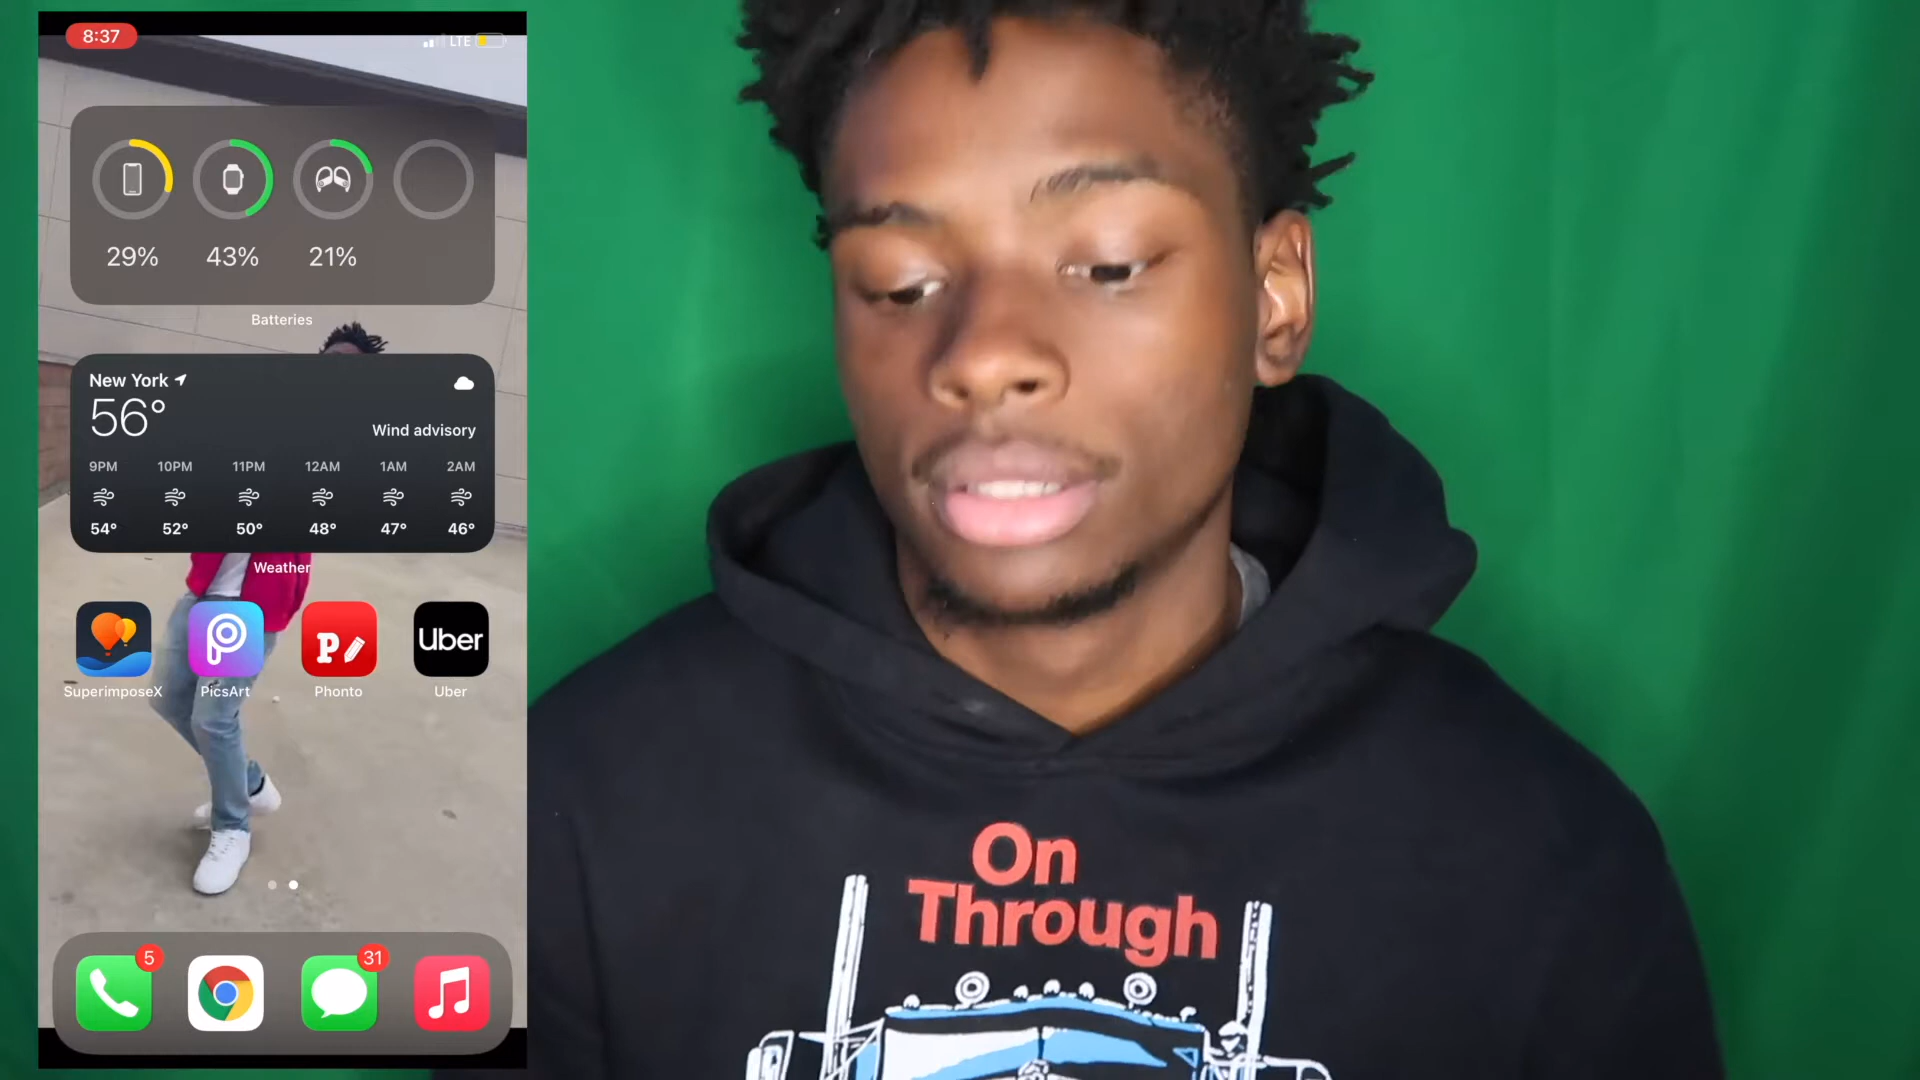 8:37
LTE
29% 43% 21%
Batteries
New York
56°
Wind advisory
9PM 10PM 11PM 12AM 1AM 2AM
54° 52° 50° 48° 47° 46°
Weather
P
Uber
SuperimposeX PicsArt Phonto Uber
5 31
On
Through